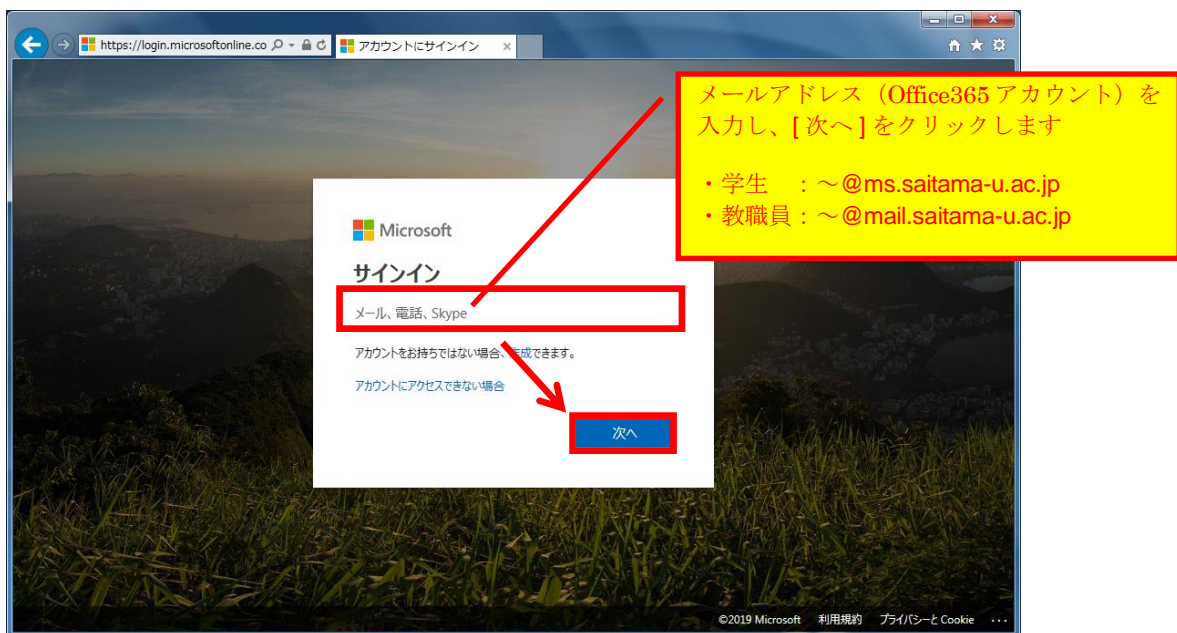 https://login.microsoftonline.co
アカウントにサインイン
メールアドレス（Office365 アカウント）を
入力し、[ 次へ ] をクリックします
・学生　：～@ms.saitama-u.ac.jp
・教職員：～@mail.saitama-u.ac.jp
Microsoft
サインイン
メール、電話、Skype
アカウントをお持ちではない場合、作成できます。
アカウントにアクセスできない場合
次へ
©2019 Microsoft 利用規約 プライバシーと Cookie ...